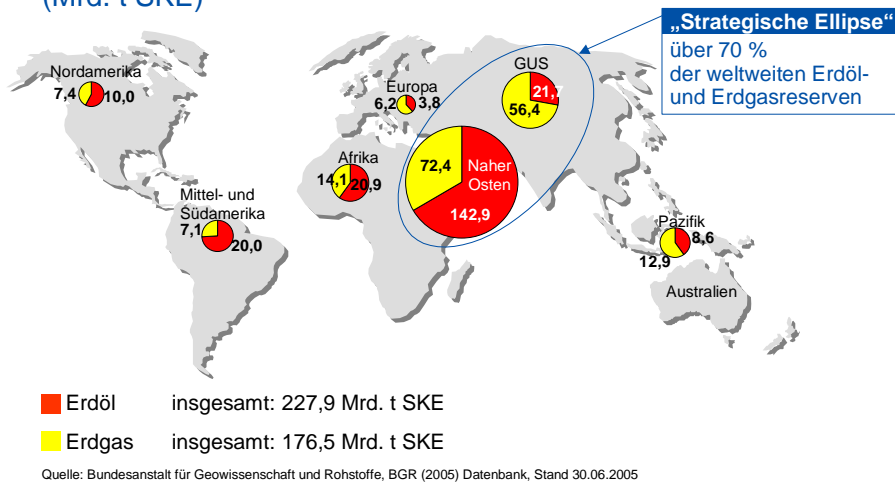 (Mrd. t SKE)
„Strategische Ellipse“
über 70 %
der weltweiten Erdöl-
und Erdgasreserven
Nordamerika
7,4 10,0
Europa
6,2 3,8
GUS
21,
56,4
Afrika
14,1 20,9
72,4
Naher
Osten
142,9
Mittel- und
Südamerika
7,1
20,0
Pazifik
8,6
12,9
Australien
Erdöl insgesamt: 227,9 Mrd. t SKE
Erdgas insgesamt: 176,5 Mrd. t SKE
Quelle: Bundesanstalt für Geowissenschaft und Rohstoffe, BGR (2005) Datenbank, Stand 30.06.2005